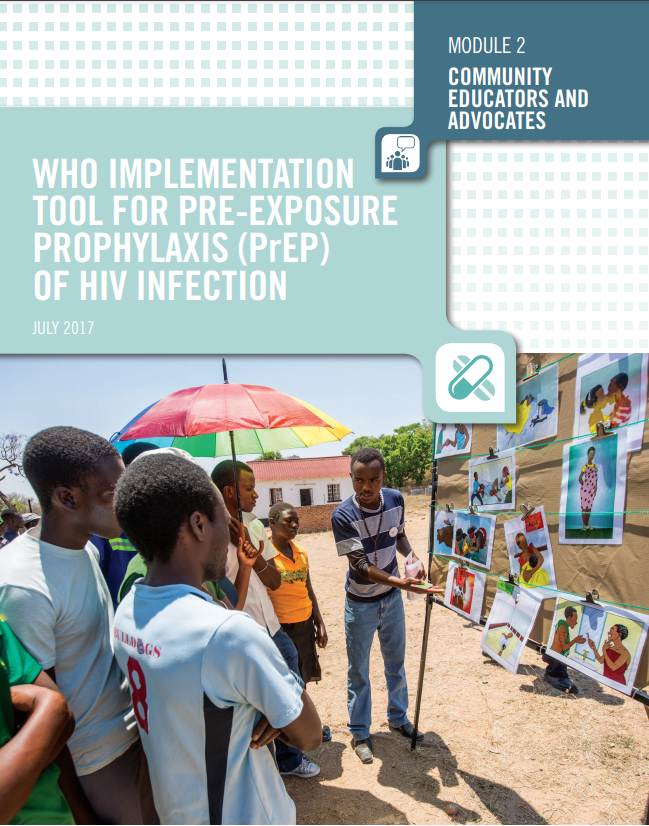 MODULE 2
COMMUNITY
EDUCATORS AND
ADVOCATES
WHO IMPLEMENTATION
TOOL FOR PRE-EXPOSURE
PROPHYLAXIS (PrEP)
OF HIV INFECTION
JULY 2017
BULLDOGS
8